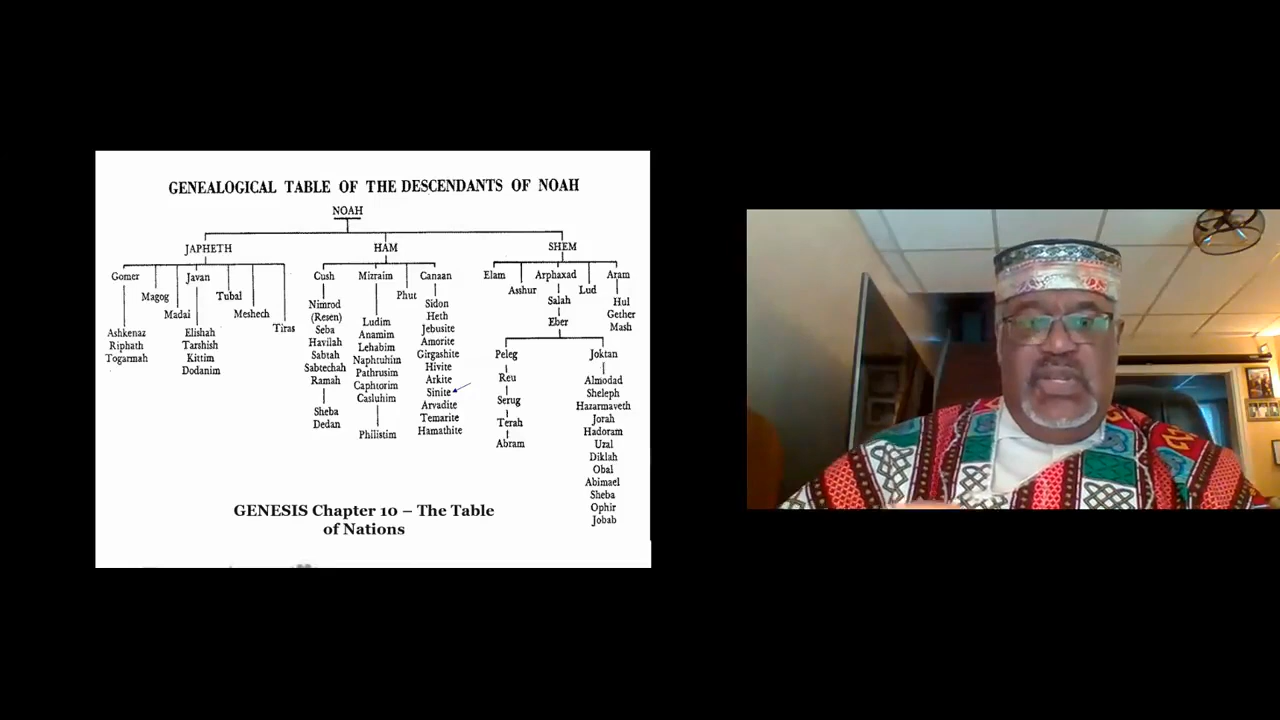 GENEALOGICAL TABLE OF THE DESCENDANTS OF NOAH
NOAH
JAPHETH HAM SHEM
Gomer Javan Cush Mizraim Canaan Elam Arphaxad Aram
Magog Tubal Phut Asshur Lud
Madai Meshech
Tiras
Ashkenaz
Riphath
Togarmah
Elishah
Tarshish
Kittim
Dodanim
Nimrod
(Resen)
Seba
Havilah
Sabtah
Sabtechah
Ramah
Sheba
Dedan
Ludim
Anamim
Lehabim
Naphtuhim
Pathrusim
Caphtorim
Casluhim
Philistim
Sidon
Heth
Jebusite
Amorite
Girgashite
Hivite
Arkite
Sinite
Arvadite
Temarite
Hamathite
Salah
Eber
Peleg
Reu
Serug
Terah
Abram
Joktan
Almodad
Sheleph
Hazarmaveth
Jorah
Hadoram
Uzal
Diklah
Obal
Abimael
Sheba
Ophir
Jobab
Hul
Gether
Mash
GENESIS Chapter 10 – The Table
of Nations